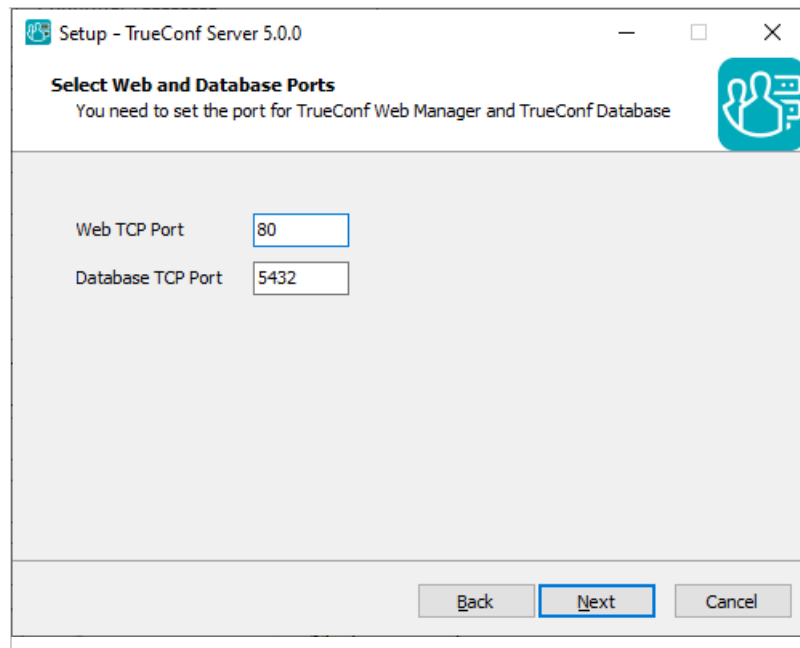 Setup - TrueConf Server 5.0.0
Select Web and Database Ports
You need to set the port for TrueConf Web Manager and TrueConf Database
Web TCP Port 80
Database TCP Port 5432
Back Next Cancel